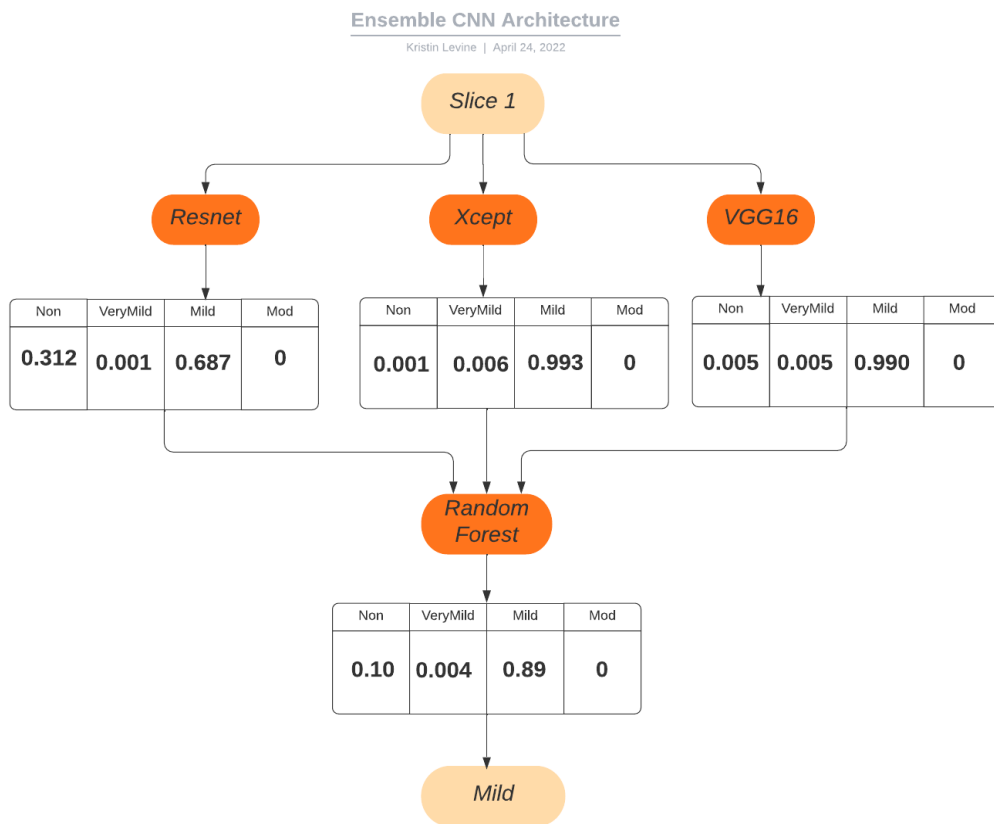 Ensemble CNN Architecture
Kristin Levine | April 24, 2022
Slice 1
Resnet
Xcept
VGG16
Non VeryMild Mild Mod
0.312 0.001 0.687 0
Non VeryMild Mild Mod
0.001 0.006 0.993 0
Non VeryMild Mild Mod
0.005 0.005 0.990 0
Random
Forest
Non VeryMild Mild Mod
0.10 0.004 0.89 0
Mild